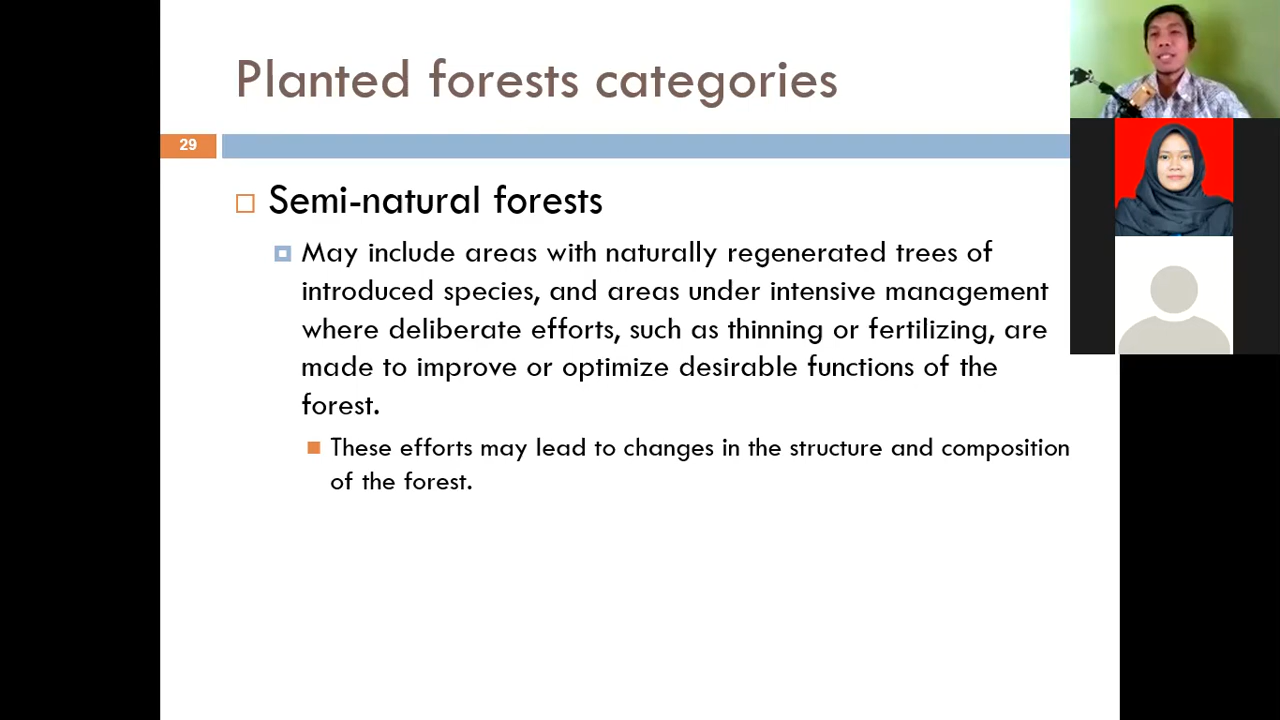 Planted forests categories
29
Semi-natural forests
May include areas with naturally regenerated trees of
introduced species, and areas under intensive management
where deliberate efforts, such as thinning or fertilizing, are
made to improve or optimize desirable functions of the
forest.
These efforts may lead to changes in the structure and composition
of the forest.